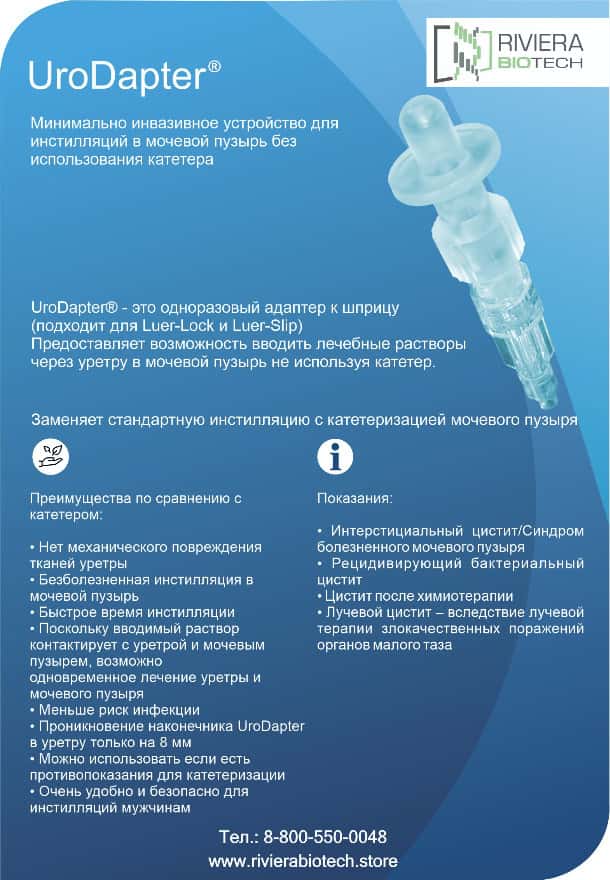 RIVIERA
BIOTECH
UroDapter®
Минимально инвазивное устройство для
инстилляций в мочевой пузырь без
использования катетера
UroDapter® - это одноразовый адаптер к шприцу
(подходит для Luer-Lock и Luer-Slip)
Предоставляет возможность вводить лечебные растворы
через уретру в мочевой пузырь не используя катетер.
Заменяет стандартную инстилляцию с катетеризацией мочевого пузыря
i
Преимущества по сравнению с
катетером:
• Нет механического повреждения
тканей уретры
• Безболезненная инстилляция в
мочевой пузырь
• Быстрое время инстилляции
• Поскольку вводимый раствор
контактирует с уретрой и мочевым
пузырем, возможно
одновременное лечение уретры и
мочевого пузыря
• Меньше риск инфекции
• Проникновение наконечника UroDapter
в уретру только на 8 мм
• Можно использовать если есть
противопоказания для катетеризации
• Очень удобно и безопасно для
инстилляций мужчинам
Показания:
• Интерстициальный цистит/Синдром
болезненного мочевого пузыря
• Рецидивирующий бактериальный
цистит
• Цистит после химиотерапии
• Лучевой цистит – вследствие лучевой
терапии злокачественных поражений
органов малого таза
Тел.: 8-800-550-0048
www.rivierabiotech.store